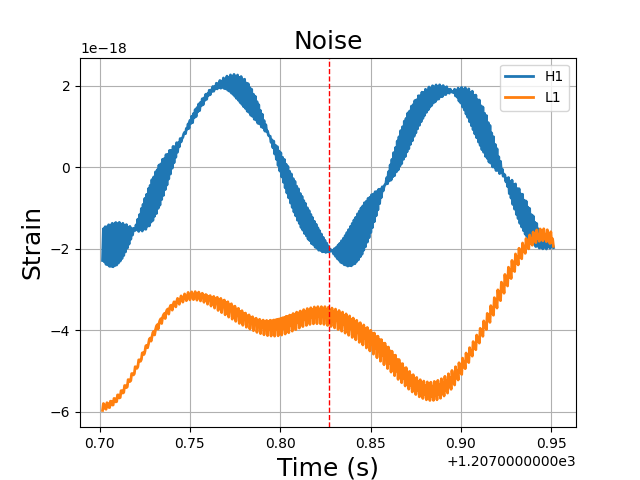 Noise
1e−18
H1
L1
2
0
−2
−4
−6
Strain
0.70 0.75 0.80 0.85 0.90 0.95
+1.2070000000e3
Time (s)